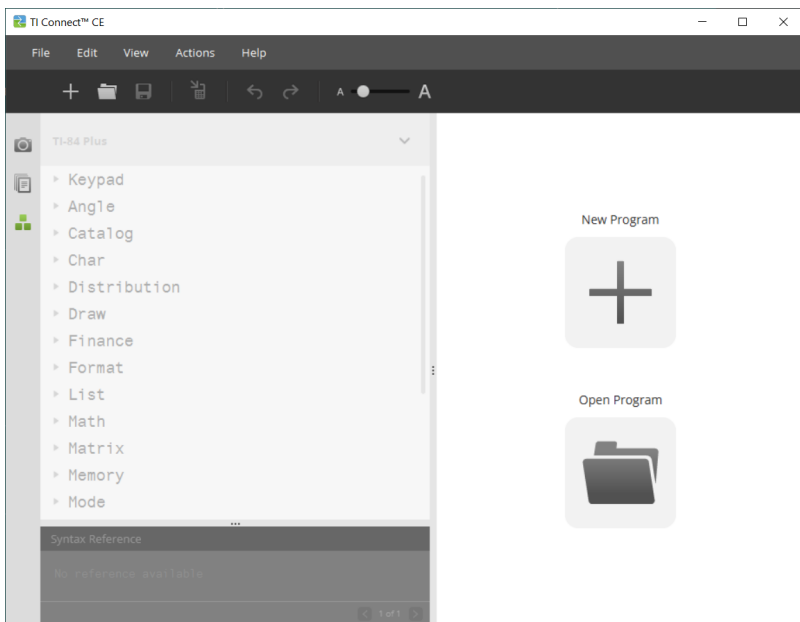 TI Connect™ CE
File Edit View Actions Help
A A
TI-84 Plus
Keypad
Angle
Catalog
Char
Distribution
Draw
Finance
Format
List
Math
Matrix
Memory
Mode
Syntax Reference
No reference available
< 1 of 1 >
New Program
Open Program